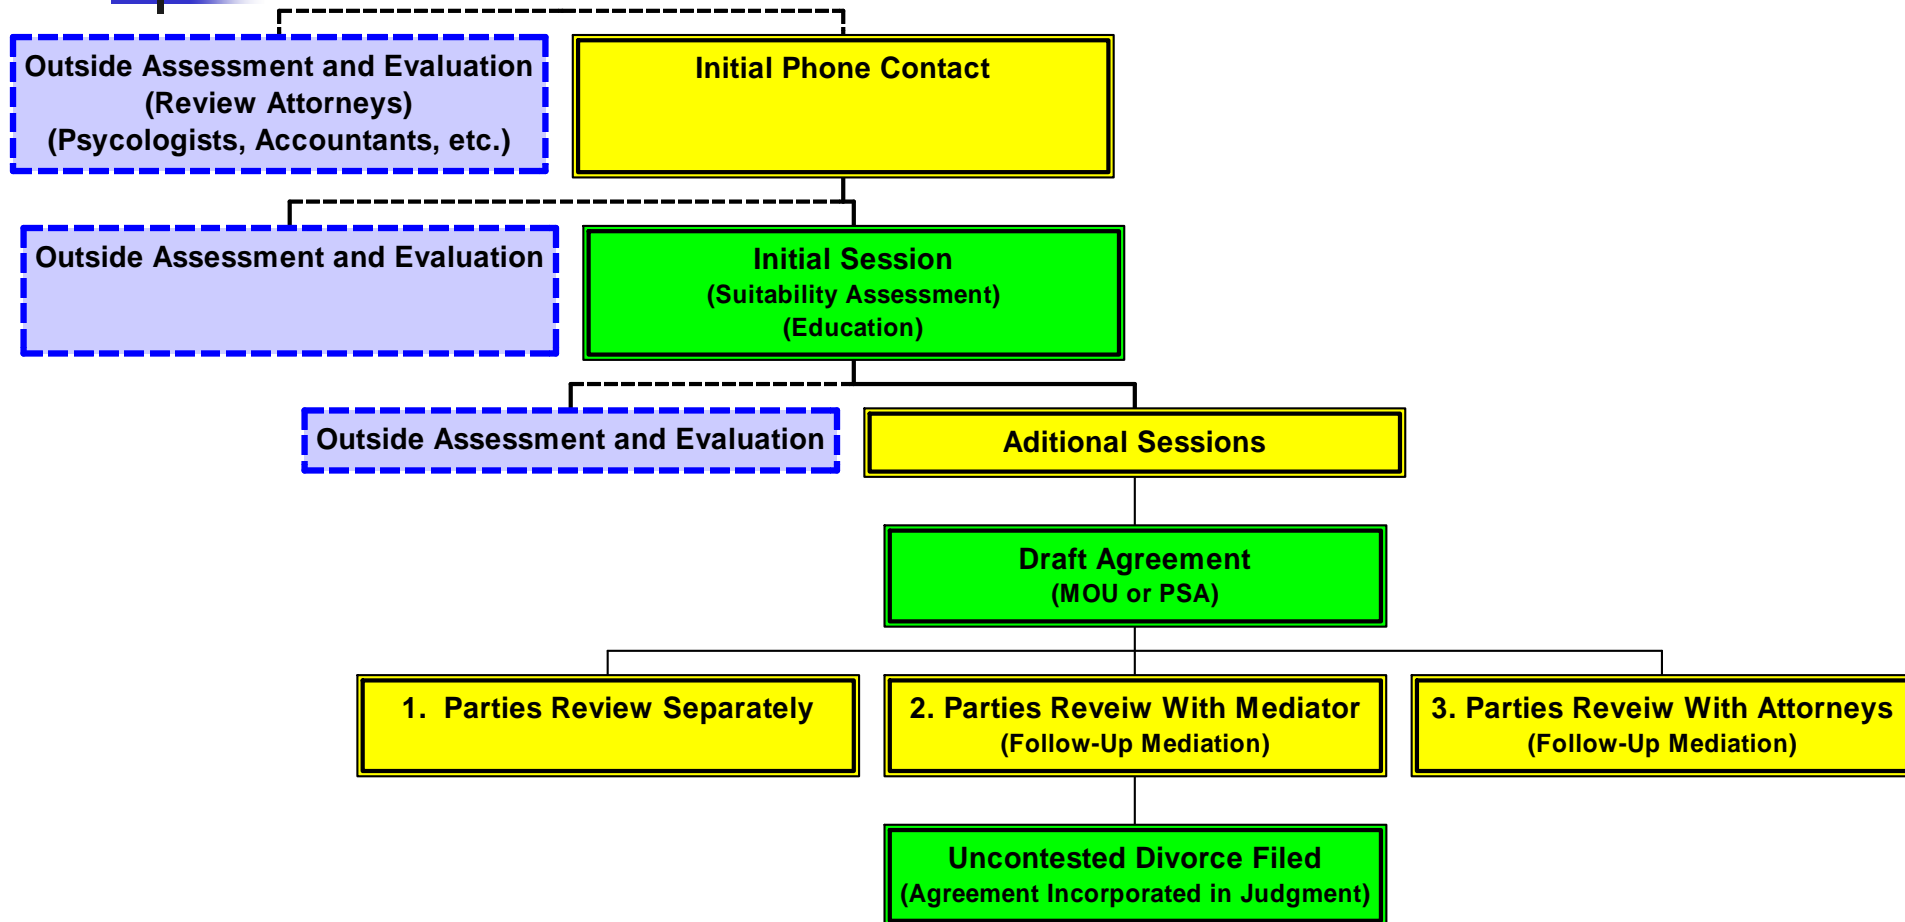 Outside Assessment and Evaluation
(Review Attorneys)
(Psycologists, Accountants, etc.)
Initial Phone Contact
Outside Assessment and Evaluation
Initial Session
(Suitability Assessment)
(Education)
Outside Assessment and Evaluation
Aditional Sessions
Draft Agreement
(MOU or PSA)
1. Parties Review Separately
2. Parties Reveiw With Mediator
(Follow-Up Mediation)
3. Parties Reveiw With Attorneys
(Follow-Up Mediation)
Uncontested Divorce Filed
(Agreement Incorporated in Judgment)